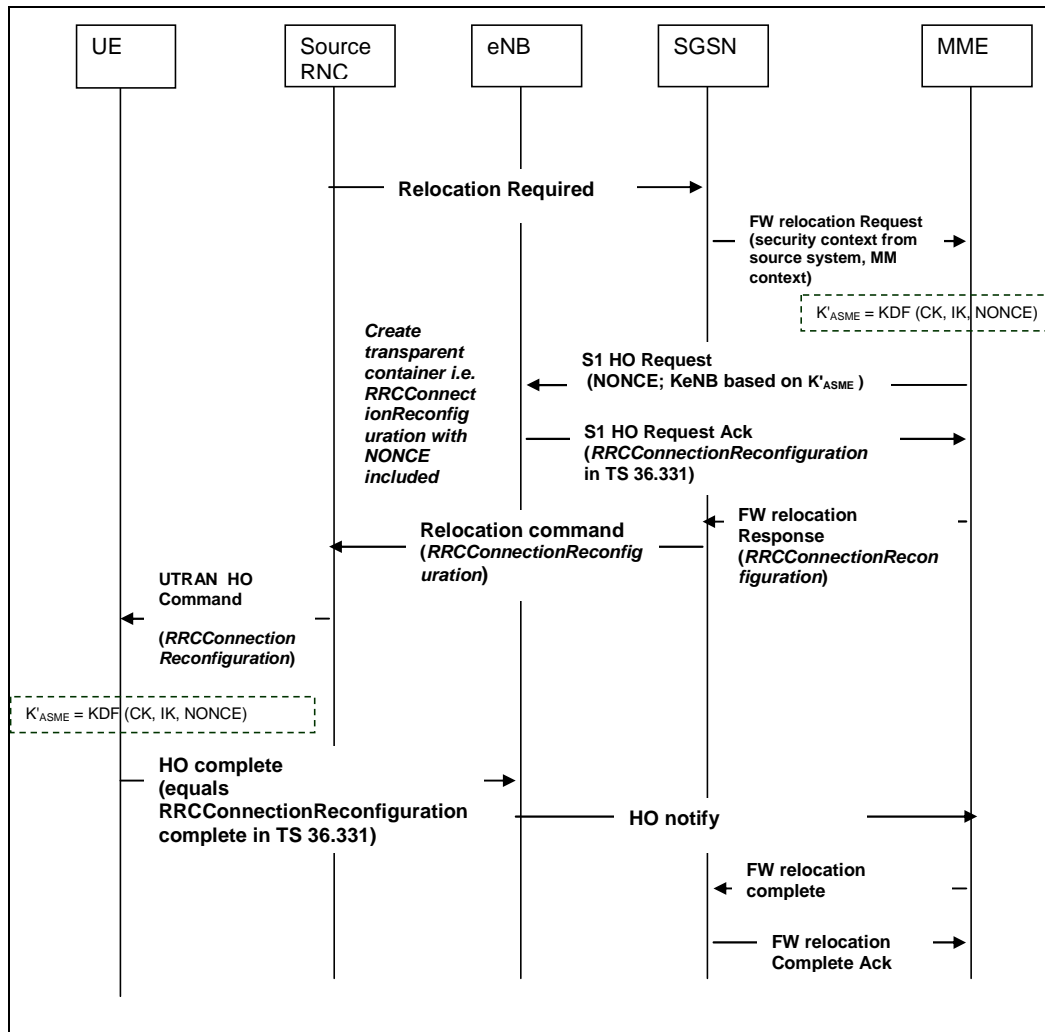 UE
Source
RNC
eNB
SGSN
MME
Relocation Required
FW relocation Request
(security context from
source system, MM
context)
K'ASME = KDF (CK, IK, NONCE)
Create
transparent
container i.e.
RRCConnect
ionReconfig
uration with
NONCE
included
S1 HO Request
(NONCE; KeNB based on K'ASME )
S1 HO Request Ack
(RRCConnectionReconfiguration
in TS 36.331)
FW relocation
Response
(RRCConnectionRecon
figuration)
Relocation command
(RRCConnectionReconfig
uration)
UTRAN HO
Command
(RRCConnection
Reconfiguration)
K'ASME = KDF (CK, IK, NONCE)
HO complete
(equals
RRCConnectionReconfiguration
complete in TS 36.331)
HO notify
FW relocation
complete
FW relocation
Complete Ack